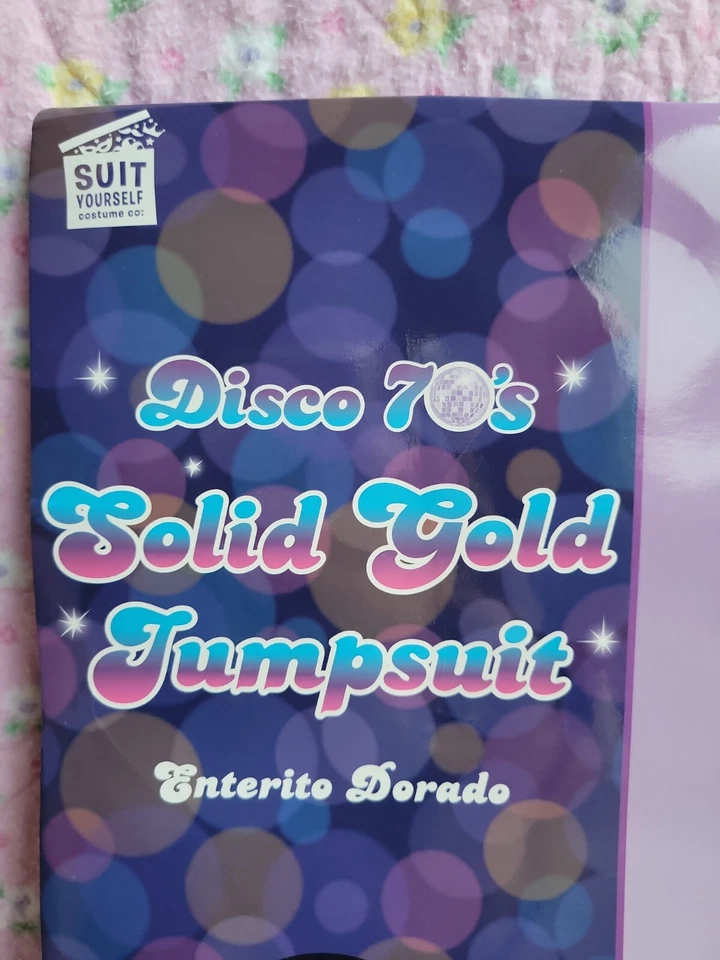 SUIT
YOURSELF
costume co.
Disco 70's
Solid Gold
Jumpsuit
Enterito Dorado